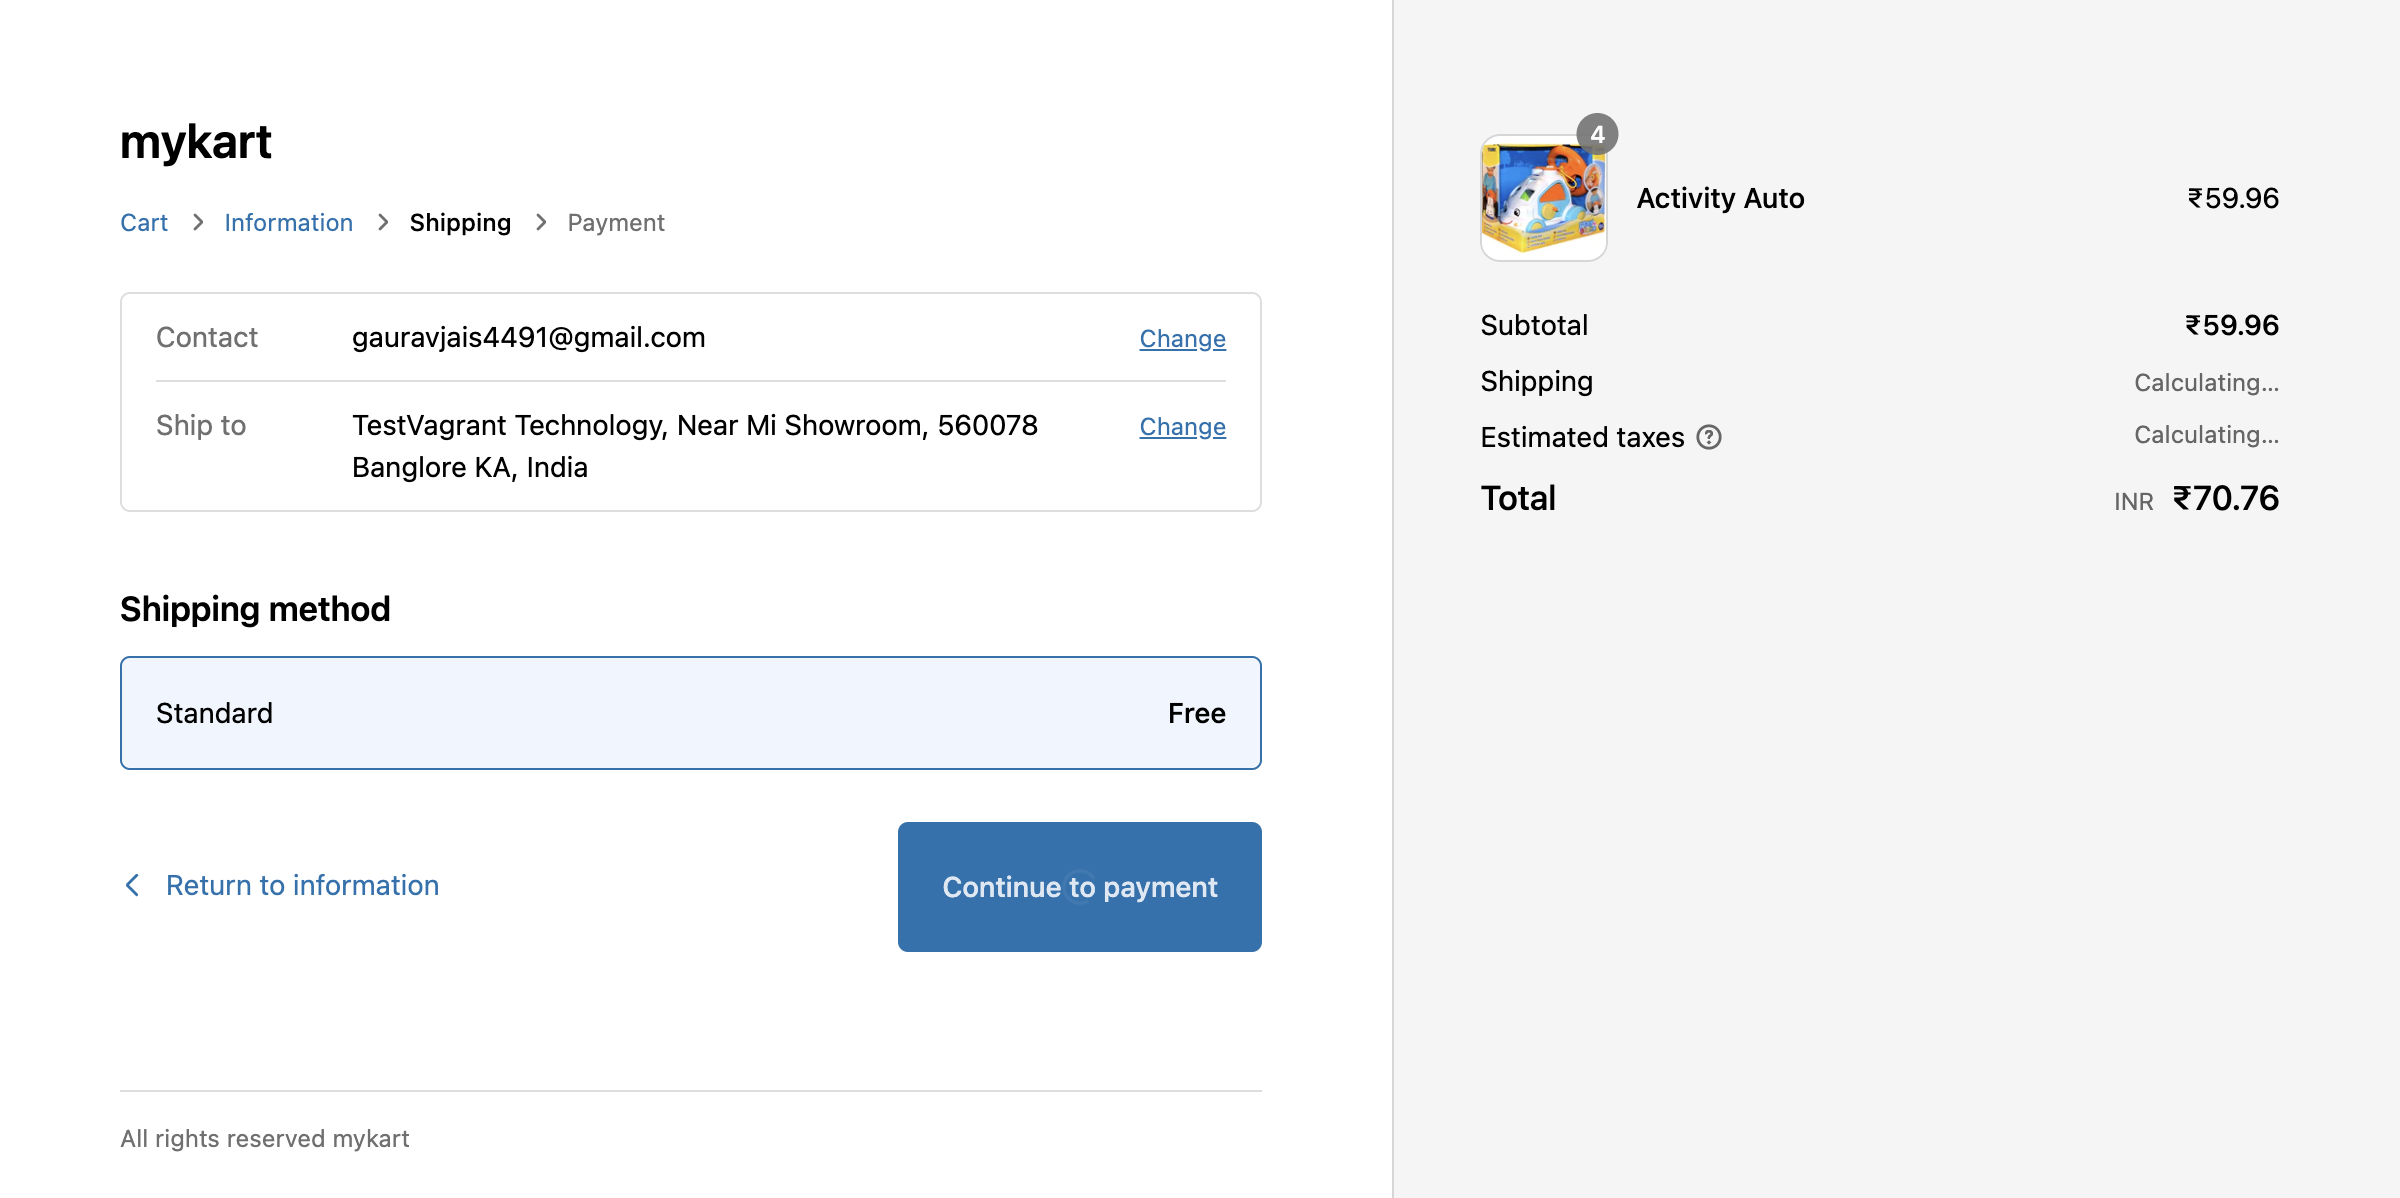 mykart
Cart > Information > Shipping > Payment
Contact gauravjais4491@gmail.com Change
Ship to TestVagrant Technology, Near Mi Showroom, 560078 Change
Banglore KA, India
Shipping method
Standard Free
Return to information Continue to payment
All rights reserved mykart
4
Activity Auto ₹59.96
Subtotal ₹59.96
Shipping Calculating...
Estimated taxes ? Calculating...
Total INR ₹70.76